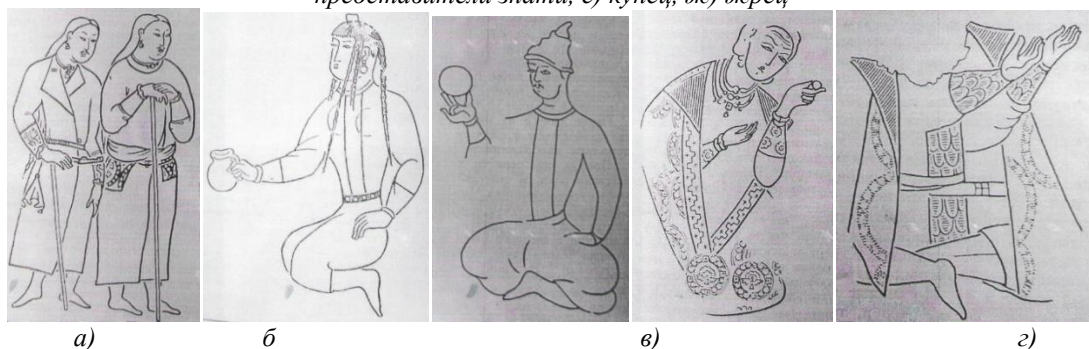 представители знати; е) купец; ж) жрец
а) б в) г)